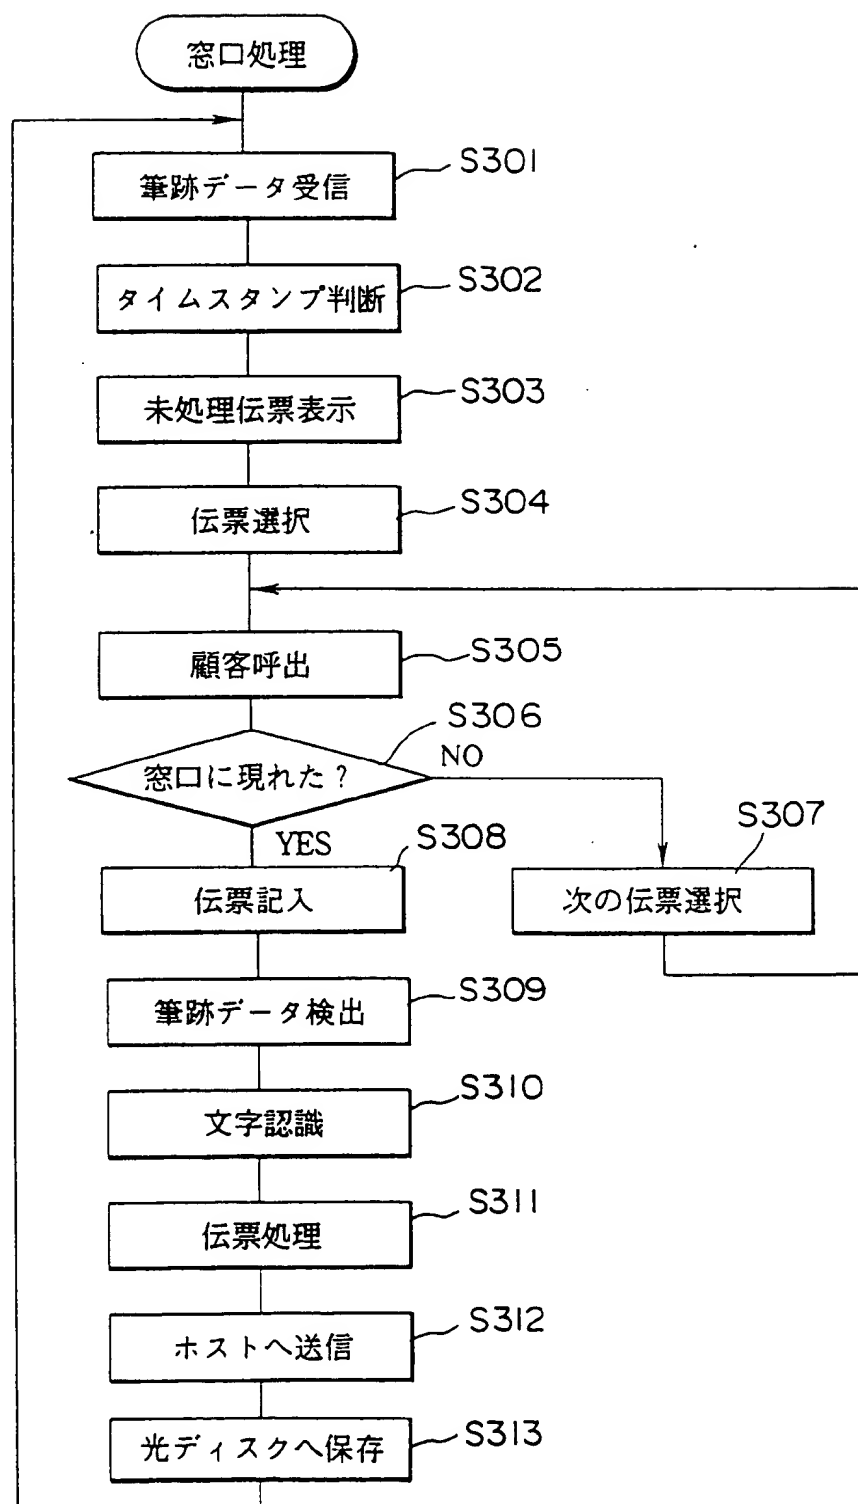 窓口処理
S301
筆跡データ受信
S302
タイムスタンプ判断
S303
未処理伝票表示
S304
伝票選択
S305
顧客呼出
S306
窓口に現れた?
NO
YES
S307
次の伝票選択
S308
伝票記入
S309
筆跡データ検出
S310
文字認識
S311
伝票処理
S312
ホストへ送信
S313
光ディスクへ保存